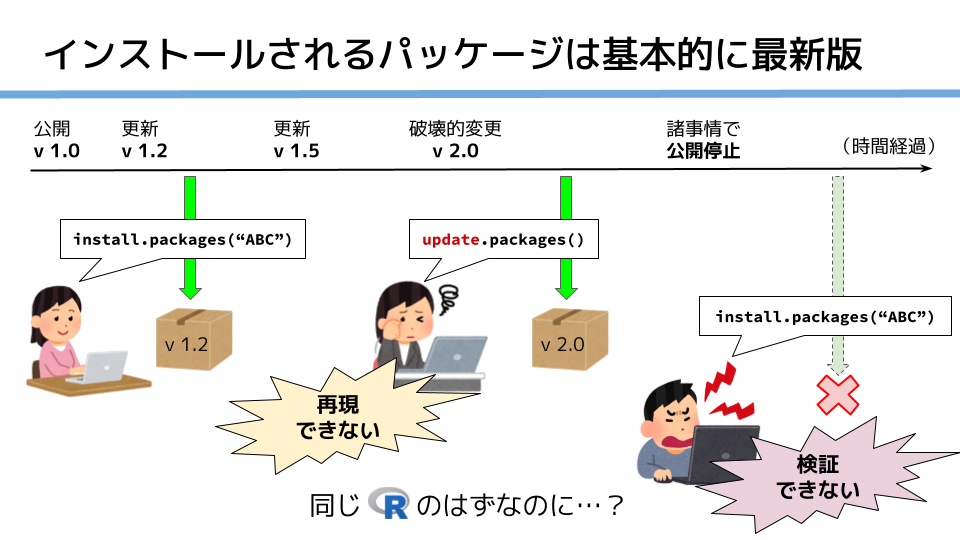 インストールされるパッケージは基本的に最新版
公開
v 1.0
更新
v 1.2
更新
v 1.5
破壊的変更
v 2.0
諸事情で
公開停止
（時間経過）
install.packages(“ABC”)
update.packages()
install.packages(“ABC”)
v 1.2
v 2.0
再現
できない
検証
できない
同じ R のはずなのに…？